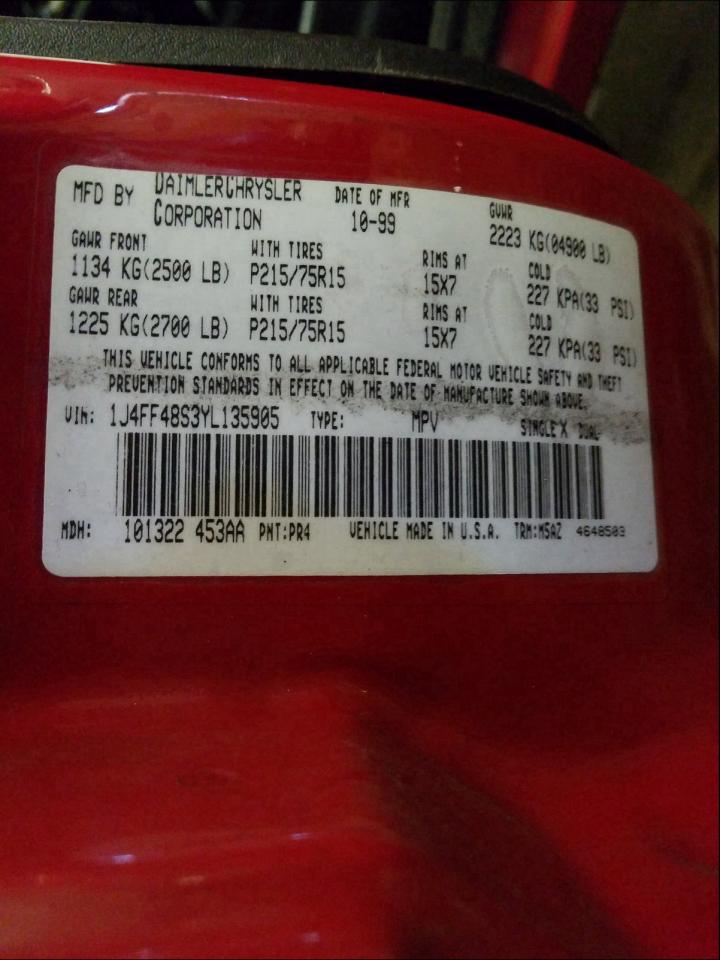 MFD BY DAIMLERCHRYSLER CORPORATION DATE OF MFR 10-99 GVWR 2223 KG(04900 LB)
GAWR FRONT WITH TIRES RIMS AT COLD
1134 KG(2500 LB) P215/75R15 15X7 227 KPA(33 PSI)
GAWR REAR WITH TIRES RIMS AT COLD
1225 KG(2700 LB) P215/75R15 15X7 227 KPA(33 PSI)
THIS VEHICLE CONFORMS TO ALL APPLICABLE FEDERAL MOTOR VEHICLE SAFETY AND THEFT
PREVENTION STANDARDS IN EFFECT ON THE DATE OF MANUFACTURE SHOWN ABOVE.
VIN: 1J4FF48S3YL135905 TYPE: MPV SINGLE X DUAL
MDH: 101322 453AA PNT:PR4 VEHICLE MADE IN U.S.A. TRM:M5AZ 4648503